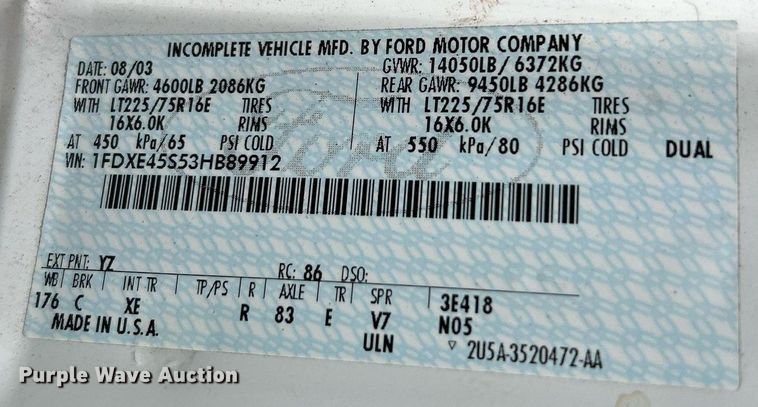 INCOMPLETE VEHICLE MFD. BY FORD MOTOR COMPANY
DATE: 08/03 GVWR: 14050LB / 6372KG
FRONT GAWR: 4600LB 2086KG REAR GAWR: 9450LB 4286KG
WITH LT225/75R16E TIRES WITH LT225/75R16E TIRES
16X6.0K RIMS 16X6.0K RIMS
AT 450 kPa/65 PSI COLD AT 550 kPa/80 PSI COLD DUAL
VIN: 1FDXE45S53HB89912
Ford
EXT PNT: YZ RC: 86 DSO:
WB BRK INT TR TP/PS R AXLE TR SPR 3E418
176 C XE R 83 E V7 N05
MADE IN U.S.A. ULN ▽ 2U5A-3520472-AA
Purple Wave Auction